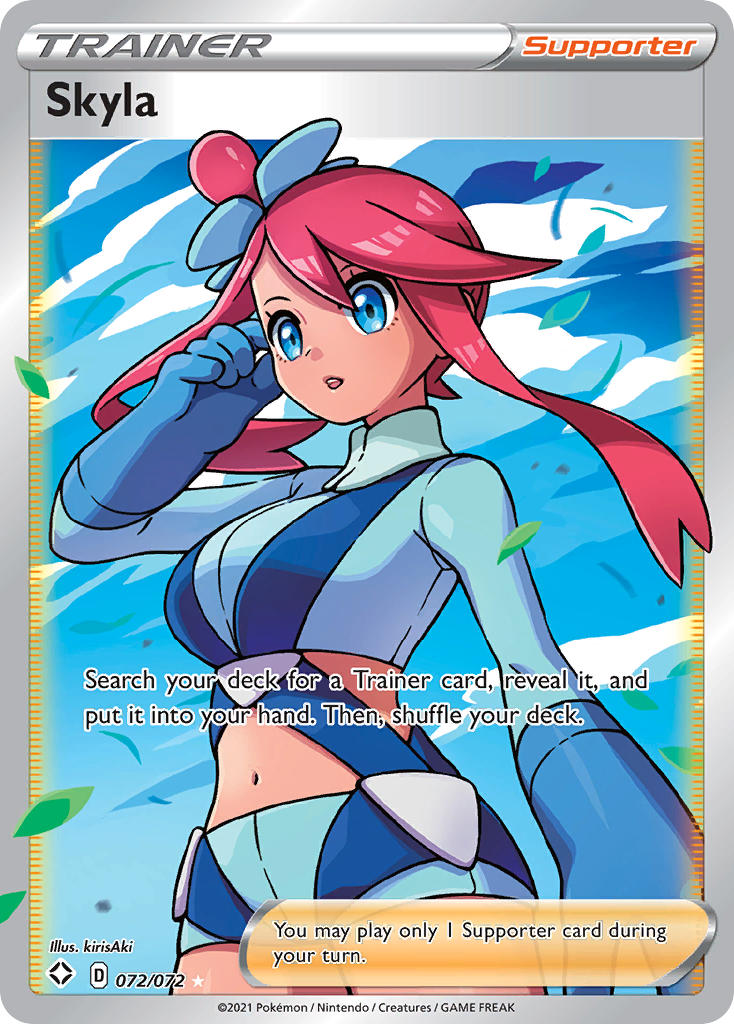 TRAINER Supporter
Skyla
Search your deck for a Trainer card, reveal it, and
put it into your hand. Then, shuffle your deck.
You may play only 1 Supporter card during
your turn.
Illus. kirisAki
D 072/072
©2021 Pokémon / Nintendo / Creatures / GAME FREAK